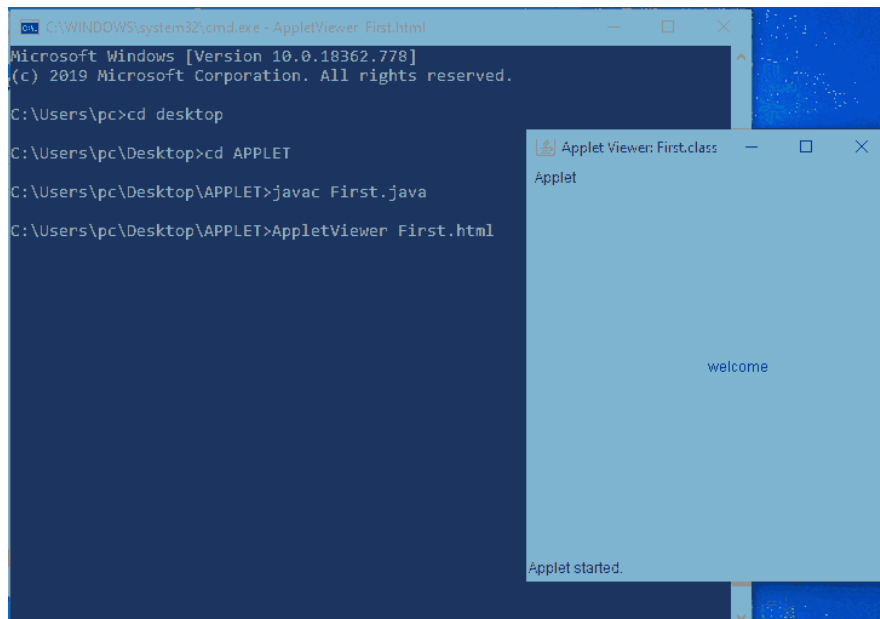 C:\WINDOWS\system32\cmd.exe - AppletViewer First.html
Microsoft Windows [Version 10.0.18362.778]
(c) 2019 Microsoft Corporation. All rights reserved.
C:\Users\pc>cd desktop
C:\Users\pc\Desktop>cd APPLET
C:\Users\pc\Desktop\APPLET>javac First.java
C:\Users\pc\Desktop\APPLET>AppletViewer First.html
Applet Viewer: First.class
Applet
welcome
Applet started.